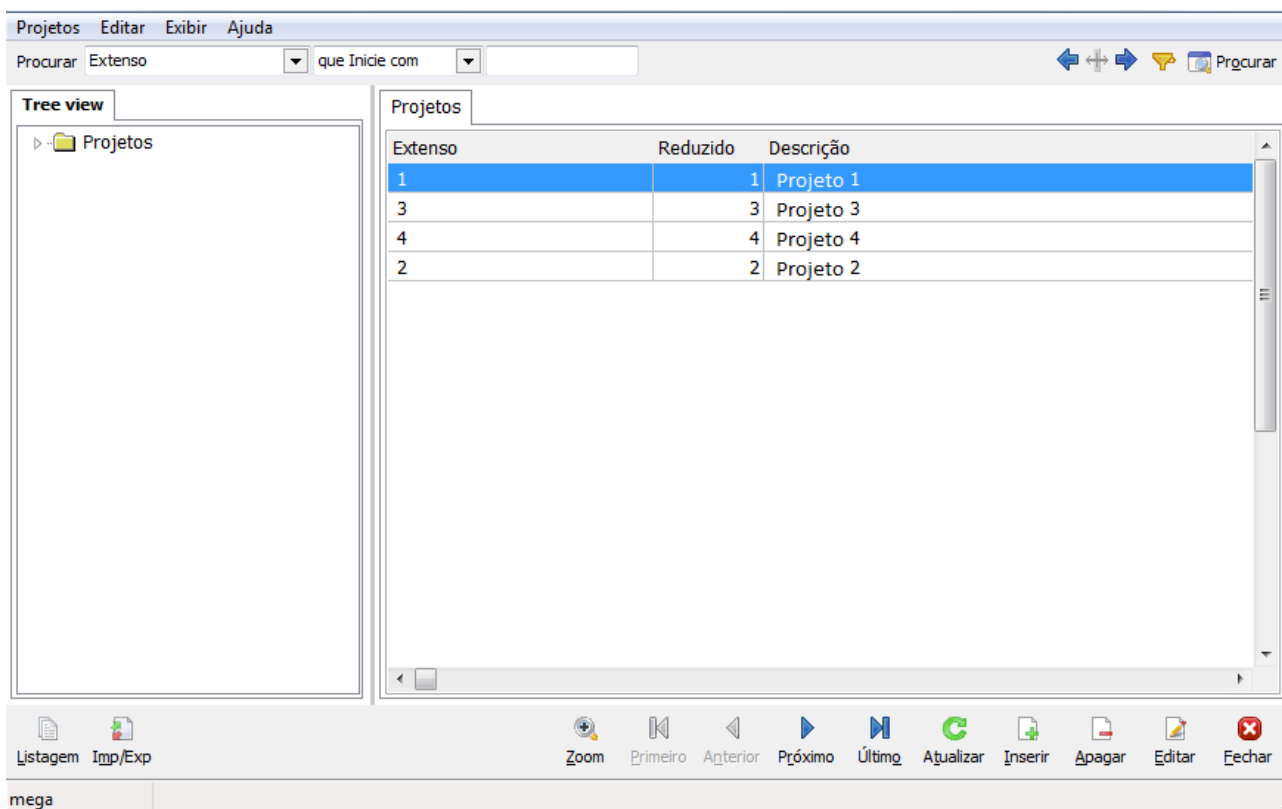 Projetos Editar Exibir Ajuda
Procurar Extenso que Inicie com Procurar
Tree view
Projetos
Projetos
Extenso Reduzido Descrição
1 1 Projeto 1
3 3 Projeto 3
4 4 Projeto 4
2 2 Projeto 2
Listagem Imp/Exp Zoom Primeiro Anterior Próximo Último Atualizar Inserir Apagar Editar Fechar
mega